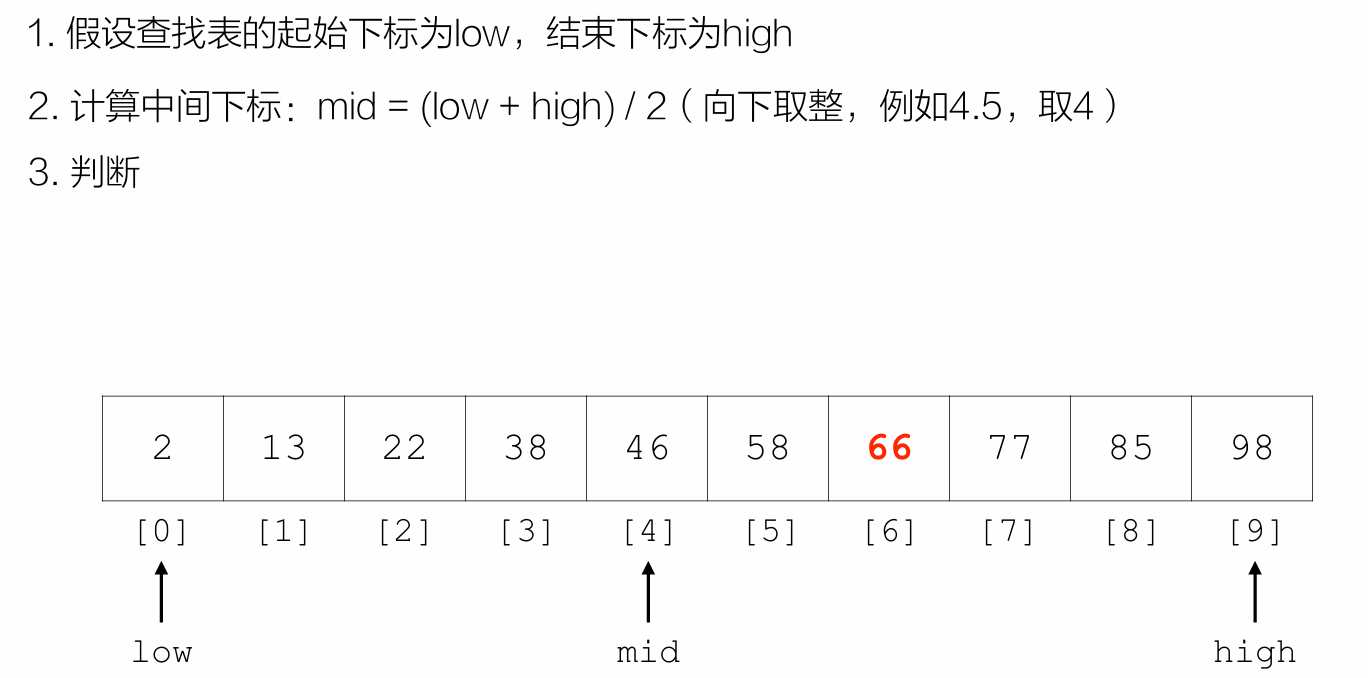 1. 假设查找表的起始下标为low，结束下标为high
2. 计算中间下标：mid = (low + high) / 2（向下取整，例如4.5，取4）
3. 判断
2 13 22 38 46 58 66 77 85 98
[0] [1] [2] [3] [4] [5] [6] [7] [8] [9]
low mid high